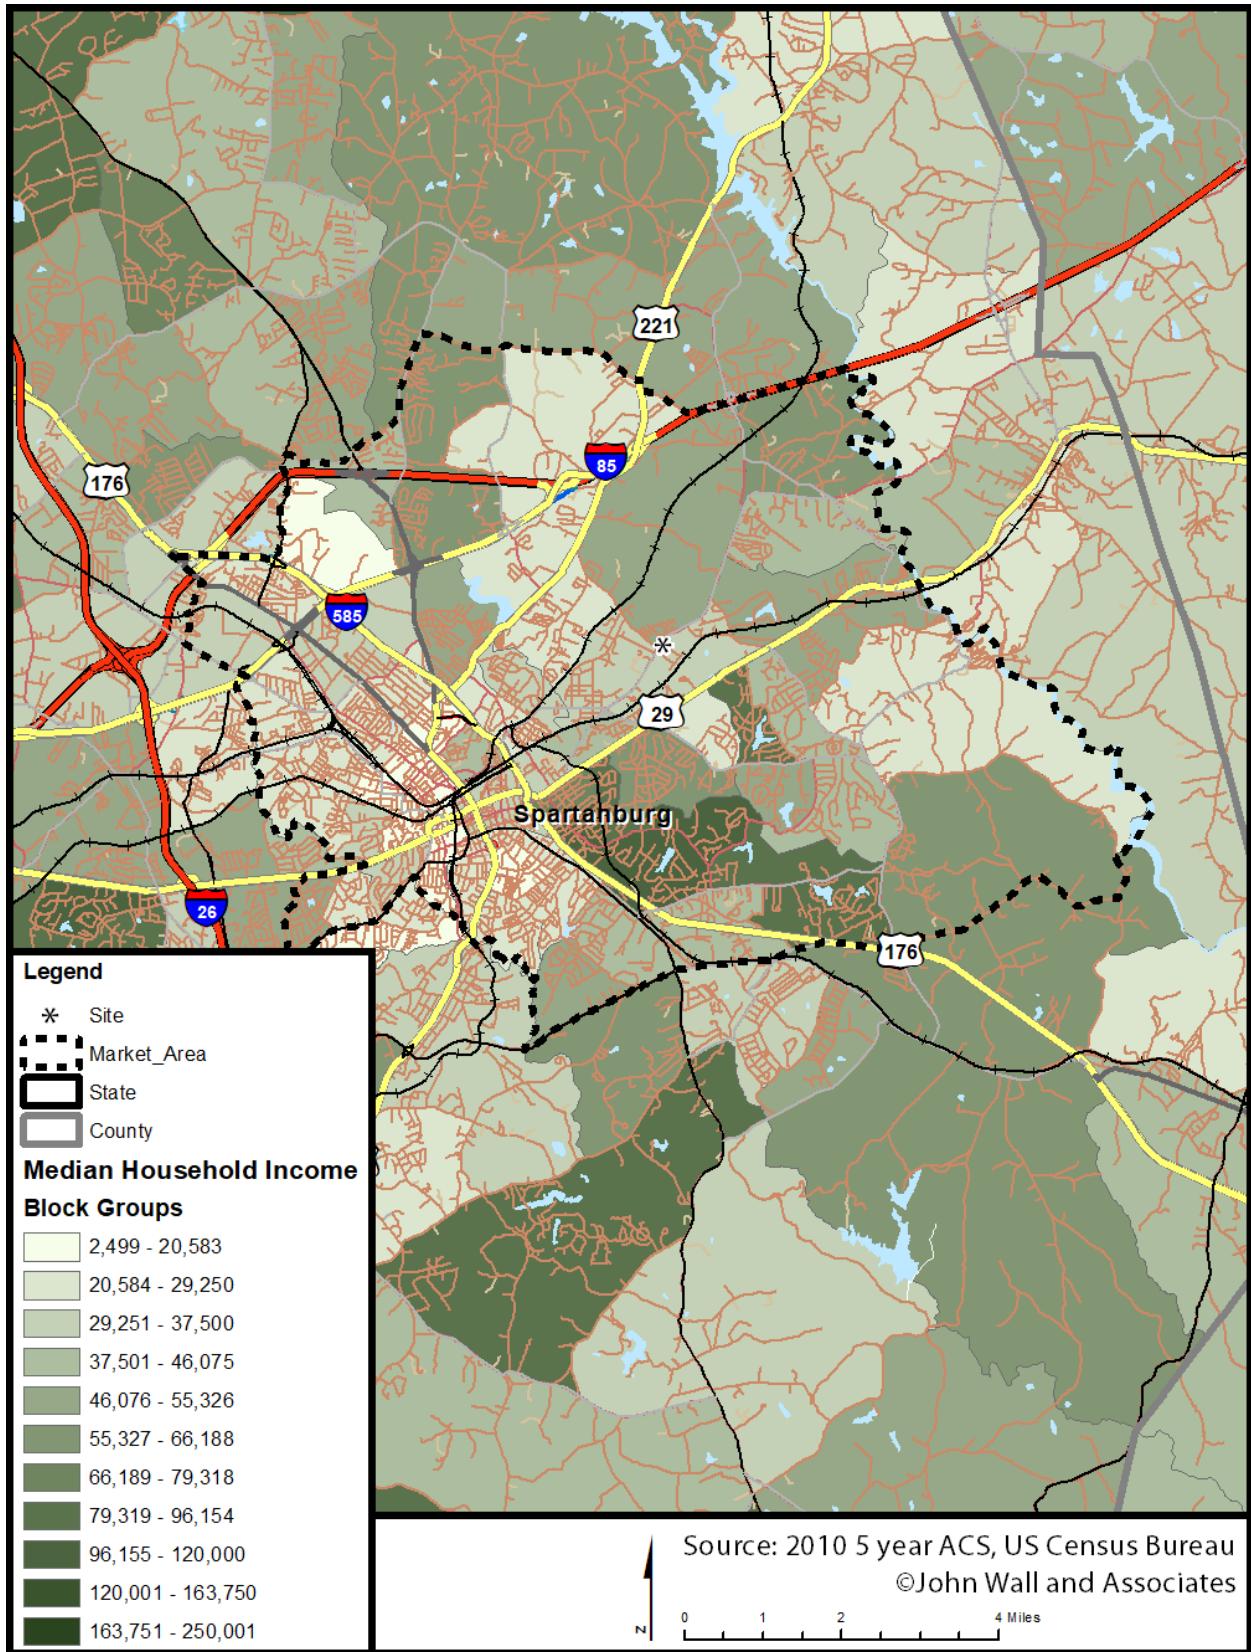 221
85
176
585
29
Spartanburg
26
176
Legend
Site
Market_Area
State
County
Median Household Income
Block Groups
2,499 - 20,583
20,584 - 29,250
29,251 - 37,500
37,501 - 46,075
46,076 - 55,326
55,327 - 66,188
66,189 - 79,318
79,319 - 96,154
96,155 - 120,000
120,001 - 163,750
163,751 - 250,001
Source: 2010 5 year ACS, US Census Bureau
©John Wall and Associates
N
0 1 2 4 Miles